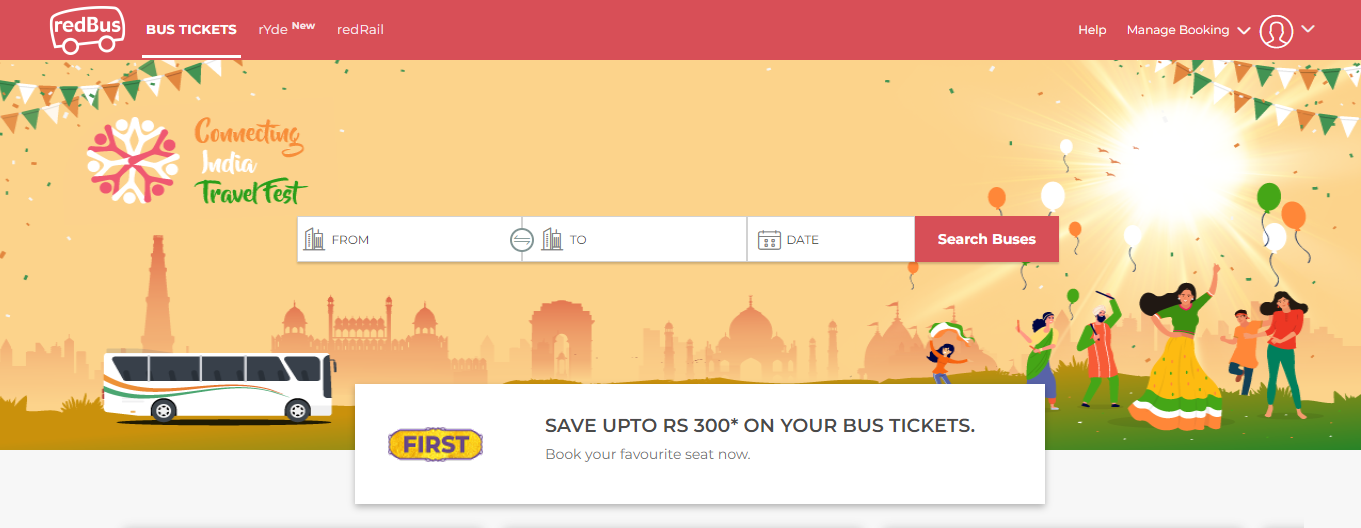 redBus
BUS TICKETS
rYde New
redRail
Help
Manage Booking
Connecting
India
Travel Fest
FROM
TO
DATE
Search Buses
FIRST
SAVE UPTO RS 300* ON YOUR BUS TICKETS.
Book your favourite seat now.